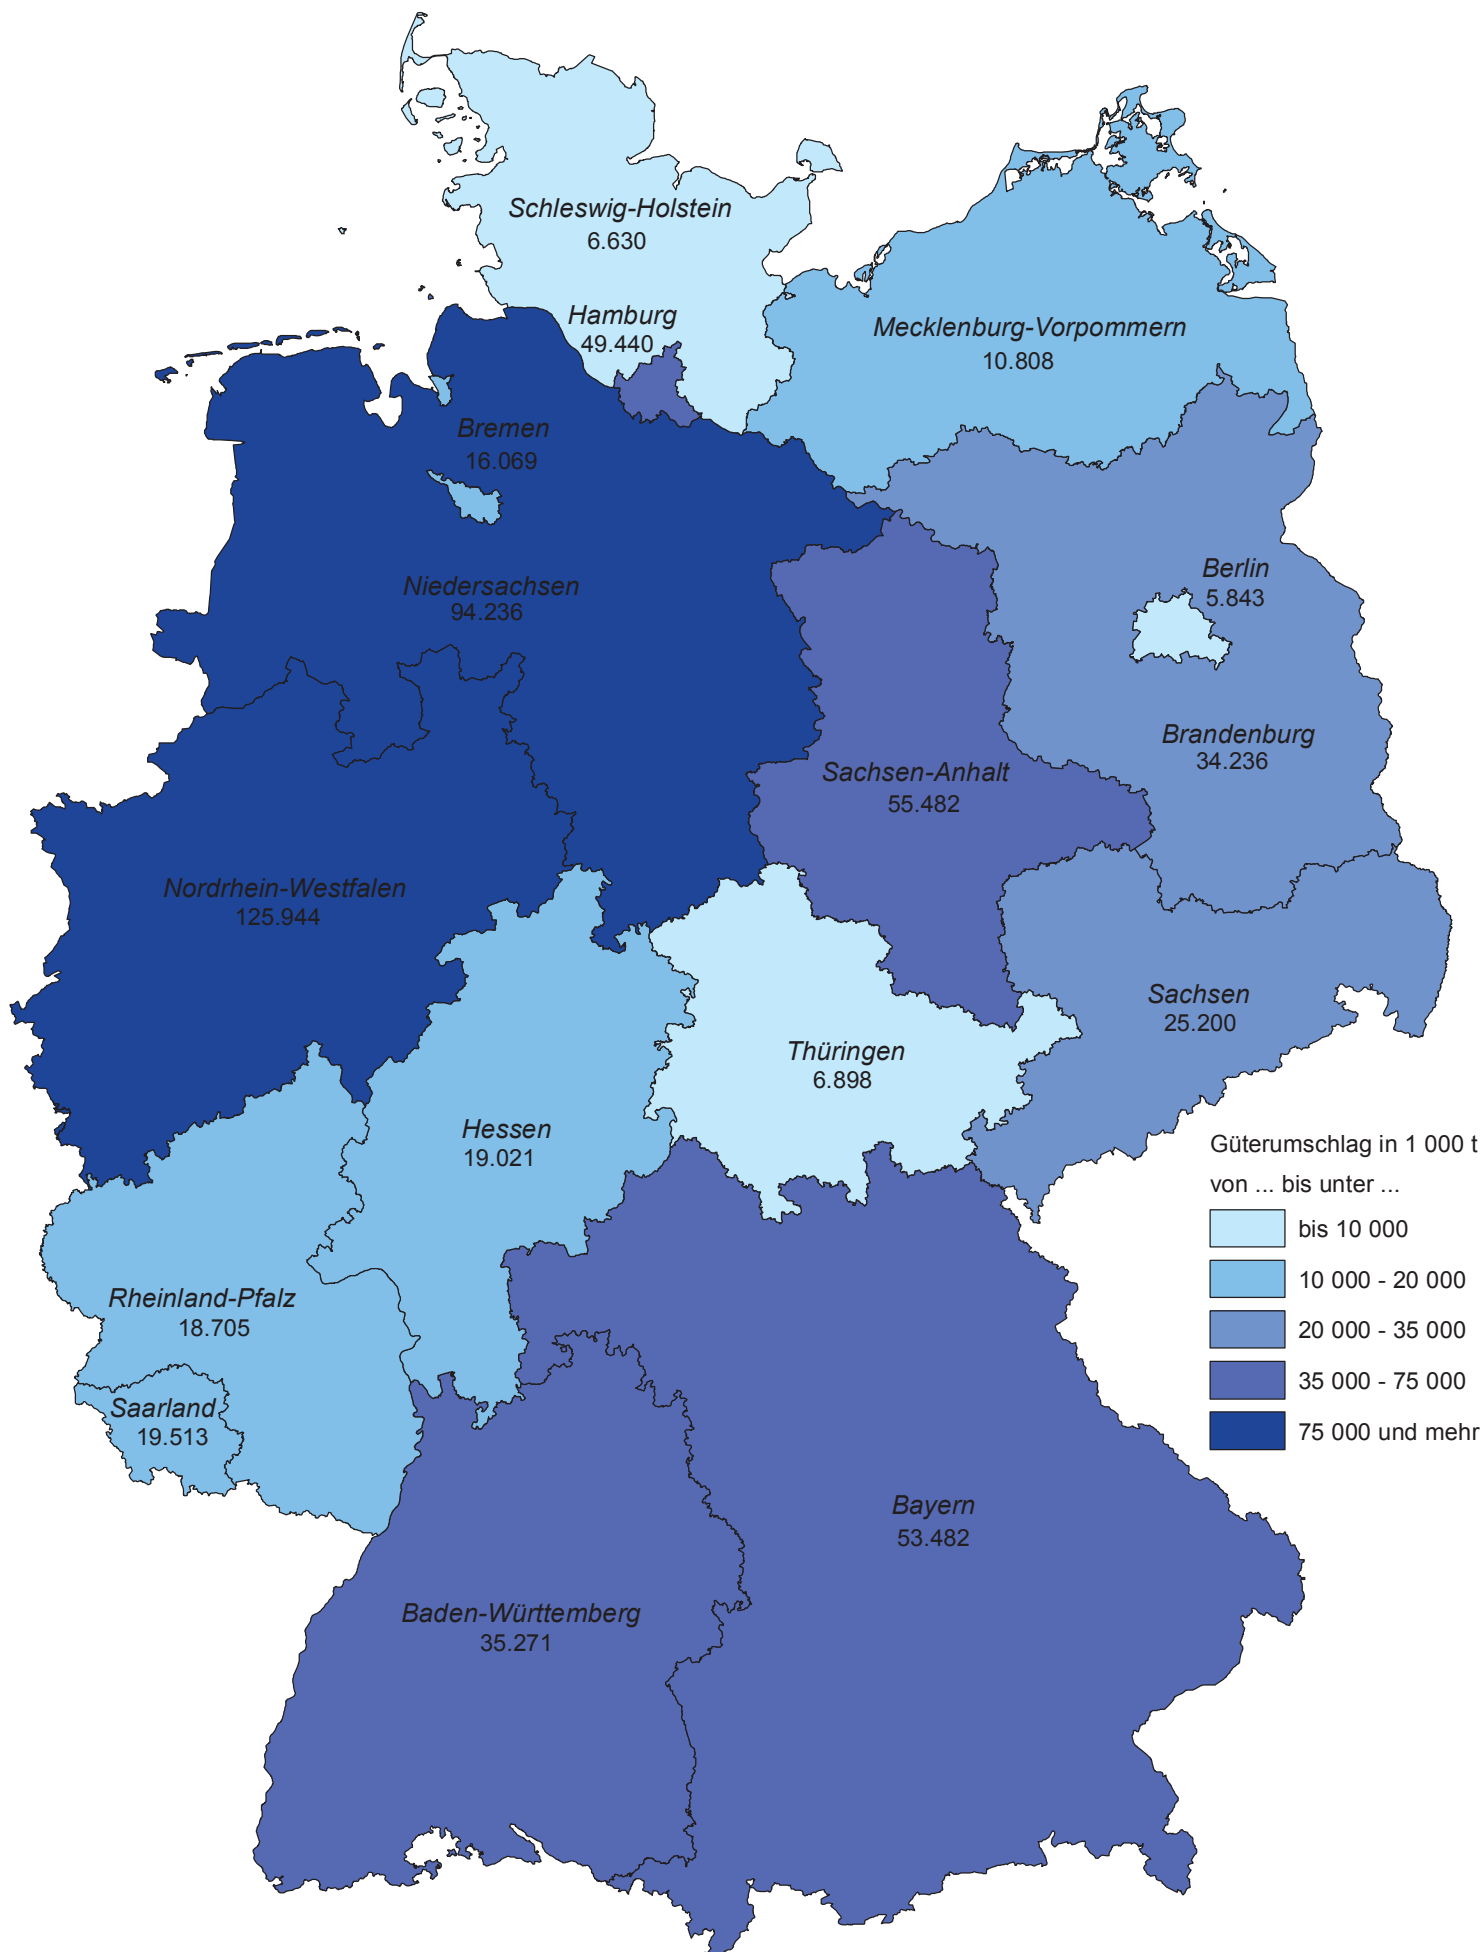 Schleswig-Holstein
6.630
Hamburg
49.440
Mecklenburg-Vorpommern
10.808
Bremen
16.069
Niedersachsen
94.236
Berlin
5.843
Brandenburg
34.236
Sachsen-Anhalt
55.482
Nordrhein-Westfalen
125.944
Sachsen
25.200
Thüringen
6.898
Hessen
19.021
Rheinland-Pfalz
18.705
Saarland
19.513
Bayern
53.482
Baden-Württemberg
35.271
Güterumschlag in 1 000 t
von ... bis unter ...
bis 10 000
10 000 - 20 000
20 000 - 35 000
35 000 - 75 000
75 000 und mehr